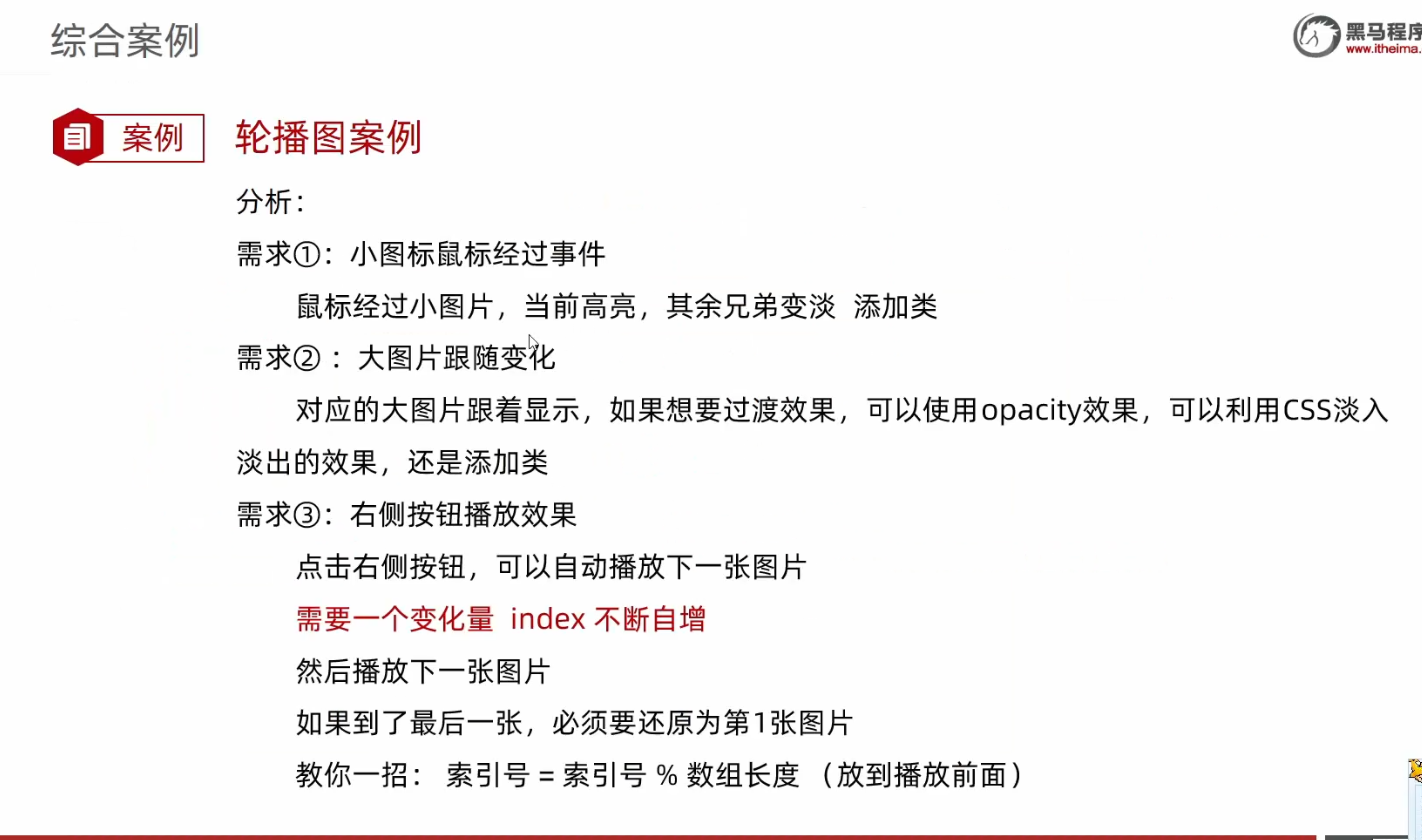 综合案例
黑马程序
www.itheima.
案例
轮播图案例
分析：
需求①：小图标鼠标经过事件
鼠标经过小图片，当前高亮，其余兄弟变淡 添加类
需求② ：大图片跟随变化
对应的大图片跟着显示，如果想要过渡效果，可以使用opacity效果，可以利用CSS淡入
淡出的效果，还是添加类
需求③：右侧按钮播放效果
点击右侧按钮，可以自动播放下一张图片
需要一个变化量 index 不断自增
然后播放下一张图片
如果到了最后一张，必须要还原为第1张图片
教你一招： 索引号 = 索引号 % 数组长度 （放到播放前面）